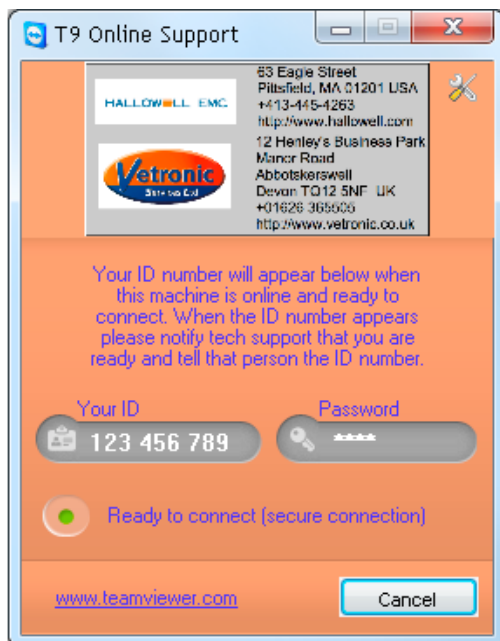 T9 Online Support
HALLOWELL EMC
63 Eagle Street
Pittsfield, MA 01201 USA
+413-445-4263
http://www.hallowell.com
Vetronic
Services Ltd
12 Henley's Business Park
Manor Road
Abbotskerswell
Devon TQ12 5NF UK
+01626 365505
http://www.vetronic.co.uk
Your ID number will appear below when
this machine is online and ready to
connect. When the ID number appears
please notify tech support that you are
ready and tell that person the ID number.
Your ID
Password
123 456 789
****
Ready to connect (secure connection)
www.teamviewer.com
Cancel